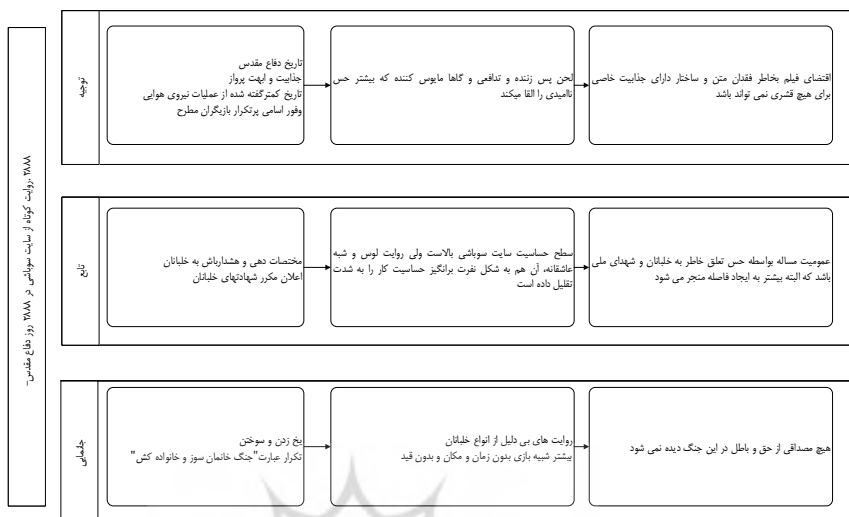 ۲۸۸۸ ،روایت کوتاه از سایت سوباشی در ۲۸۸۸ روز دفاع مقدس-
توجیه
تاریخ دفاع مقدس
جذابیت و ابهت پرواز
تاریخ کمترگفته شده از عملیات نیروی هوایی
وفور اسامی پرتکرار بازیگران مطرح
لحن پس زننده و تدافعی و گاها مایوس کننده که بیشتر حس
ناامیدی را القا میکند
اقتضای فیلم بخاطر فقدان متن و ساختار دارای جذابیت خاصی
برای هیچ قشری نمی تواند باشد
تابع
مختصات دهی و هشدارباش به خلبانان
اعلان مکرر شهادتهای خلبانان
سطح حساسیت سایت سوباشی بالاست ولی روایت لوس و شبه
عاشقانه، آن هم به شکل نفرت برانگیز حساسیت کار را به شدت
تقلیل داده است
عمومیت مساله بواسطه حس تعلق خاطر به خلبانان و شهدای ملی
باشد که البته بیشتر به ایجاد فاصله منجر می شود
جانمایی
یخ زدن و سوختن
تکرار عبارت"جنگ خانمان سوز و خانواده کش"
روایت های بی دلیل از انواع خلبانان
بیشتر شبیه بازی بدون زمان و مکان و بدون قید
هیچ مصداقی از حق و باطل در این جنگ دیده نمی شود